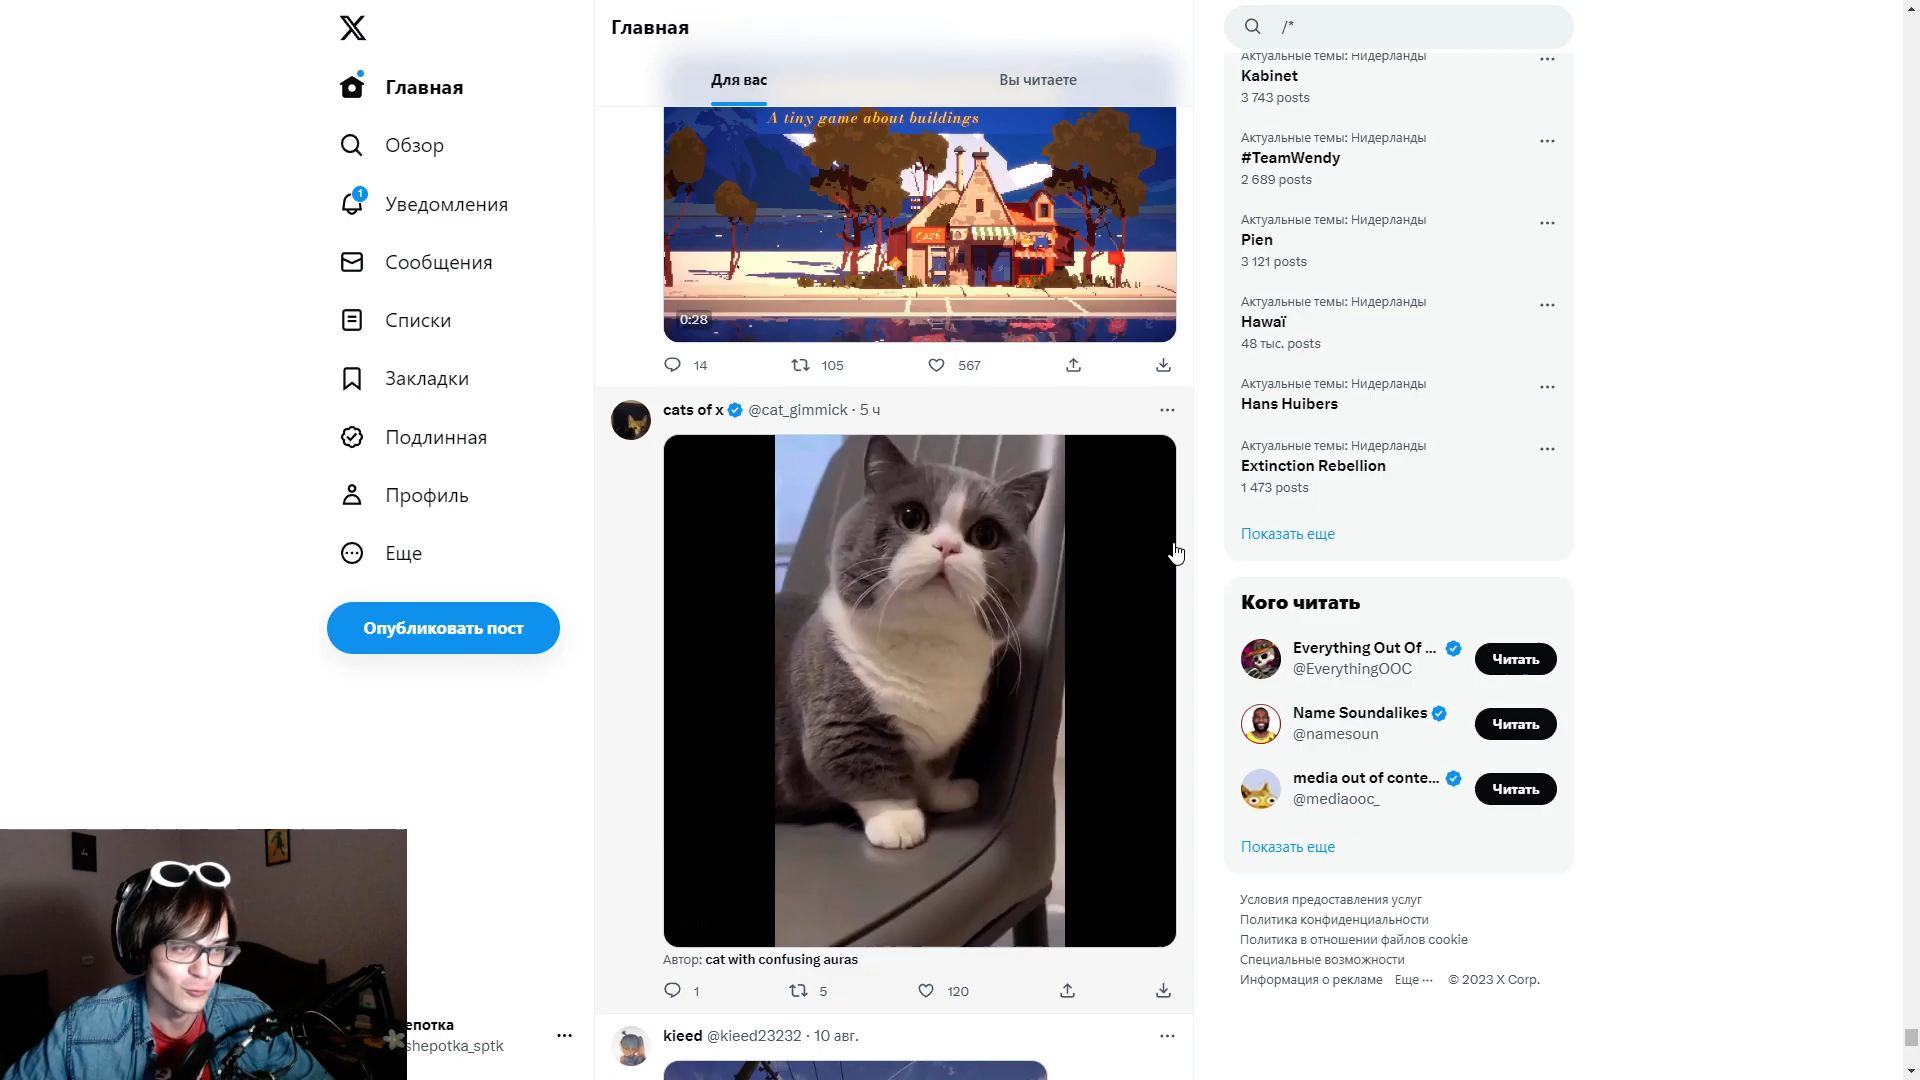 Главная
Обзор
1
Уведомления
Сообщения
Списки
Закладки
Подлинная
Профиль
Еще
Опубликовать пост
епотка
shepotka_sptk
Главная
Для вас
Вы читаете
A tiny game about buildings
0:28
14
105
567
cats of x @cat_gimmick · 5 ч
Автор: cat with confusing auras
1
5
120
kieed @kieed23232 · 10 авг.
/*
Актуальные темы: Нидерланды
Kabinet
3 743 posts
Актуальные темы: Нидерланды
#TeamWendy
2 689 posts
Актуальные темы: Нидерланды
Pien
3 121 posts
Актуальные темы: Нидерланды
Hawaï
48 тыс. posts
Актуальные темы: Нидерланды
Hans Huibers
Актуальные темы: Нидерланды
Extinction Rebellion
1 473 posts
Показать еще
Кого читать
Everything Out Of ...
@EverythingOOC
Читать
Name Soundalikes
@namesoun
Читать
media out of conte...
@mediaooc_
Читать
Показать еще
Условия предоставления услуг
Политика конфиденциальности
Политика в отношении файлов cookie
Специальные возможности
Информация о рекламе Еще ··· © 2023 X Corp.